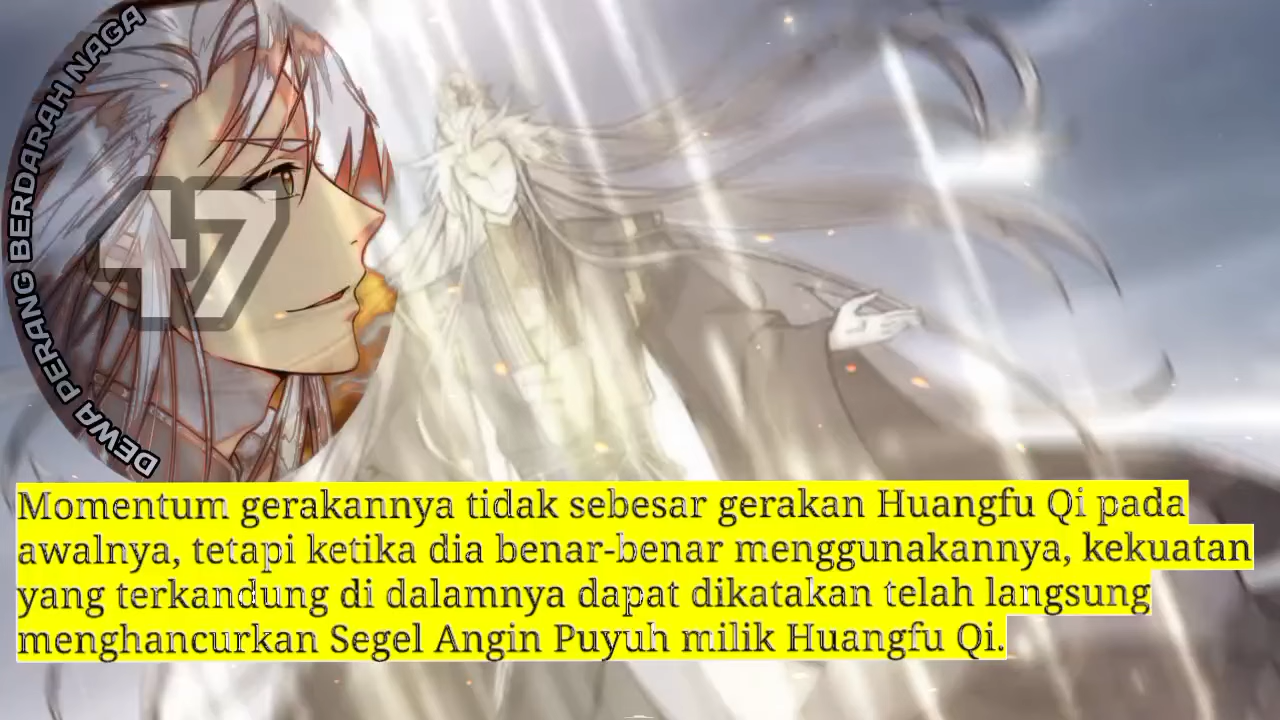 DEWA PERANG BERDARAH NAGA
47
Momentum gerakannya tidak sebesar gerakan Huangfu Qi pada
awalnya, tetapi ketika dia benar-benar menggunakannya, kekuatan
yang terkandung di dalamnya dapat dikatakan telah langsung
menghancurkan Segel Angin Puyuh milik Huangfu Qi.